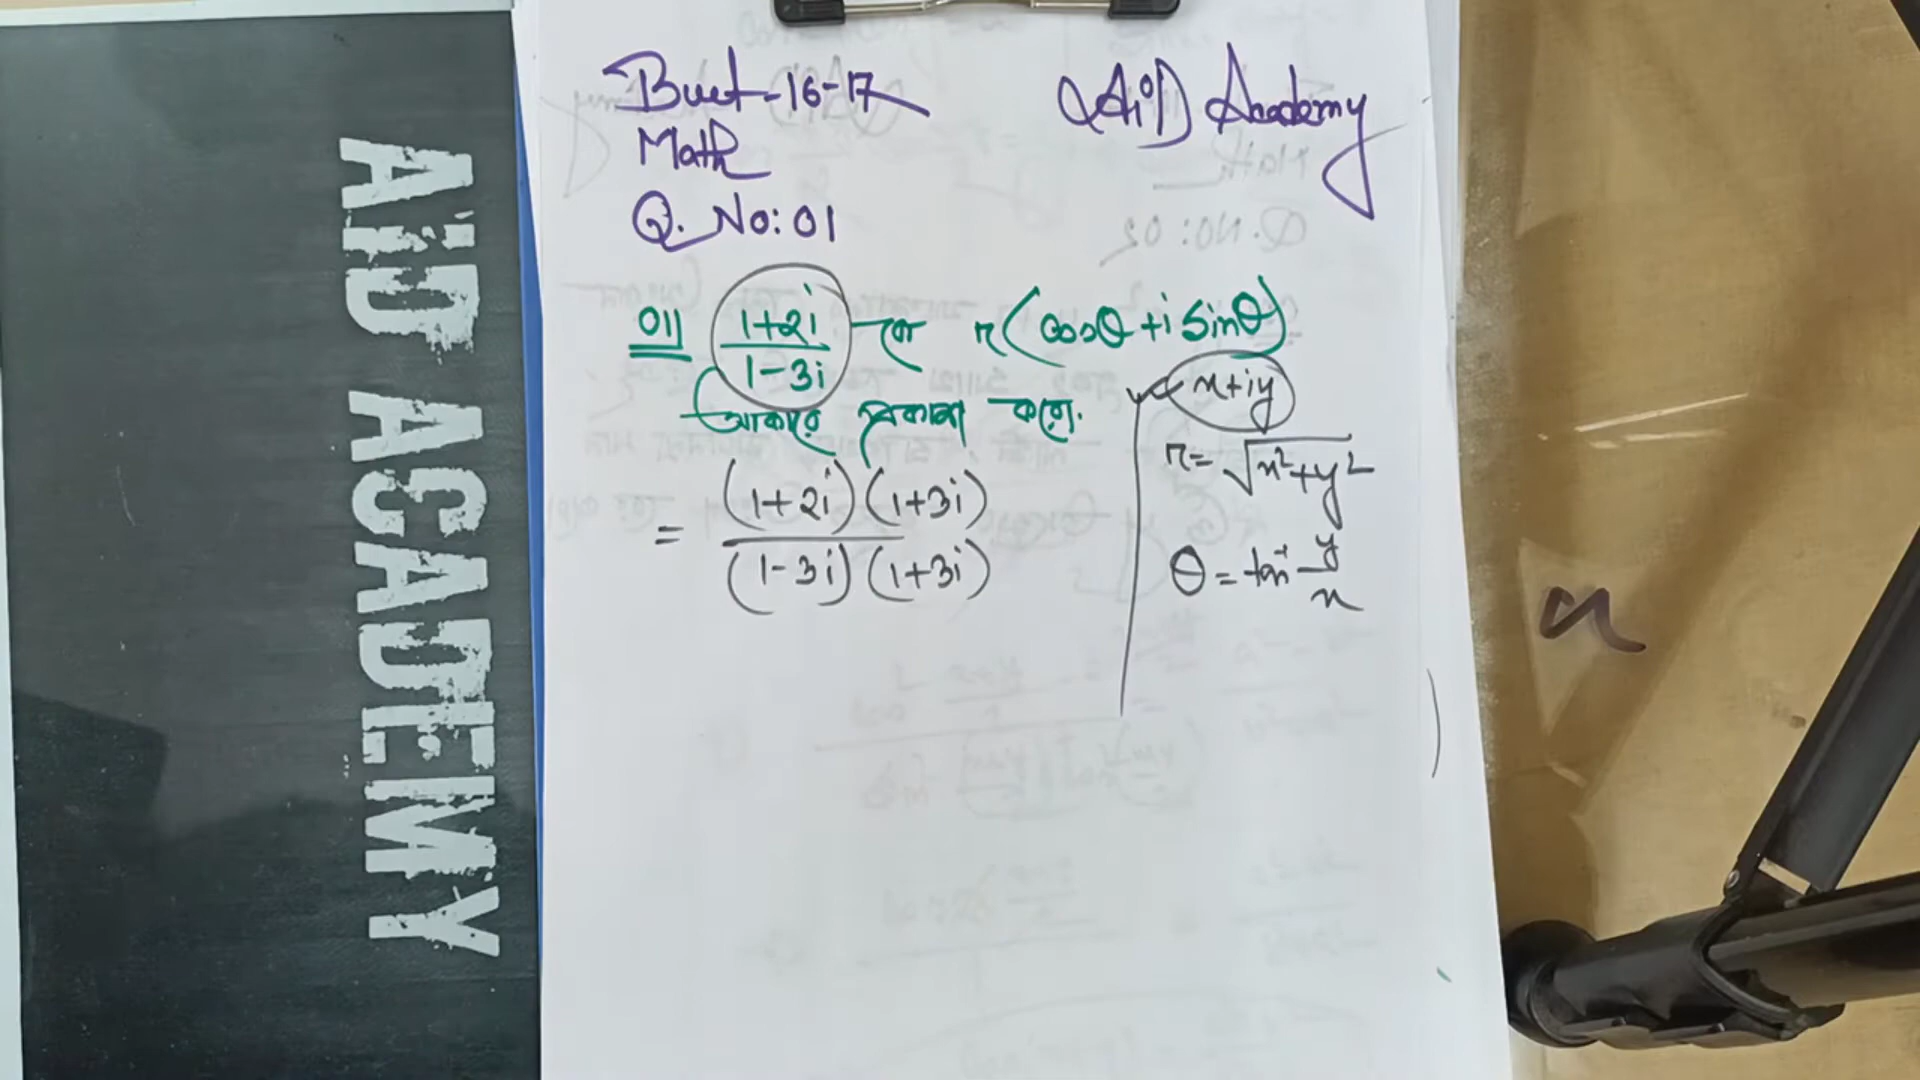 AID ACADEMY
Buet-16-17
AiD Academy
Math
Q. No: 01
01) (1+2i)/(1-3i) কে r(cosθ+i sinθ)
আকারে প্রকাশ করো.
= ((1+2i)(1+3i))/((1-3i)(1+3i))
x+iy
r= √(x²+y²)
θ = tan⁻¹ y/x
x